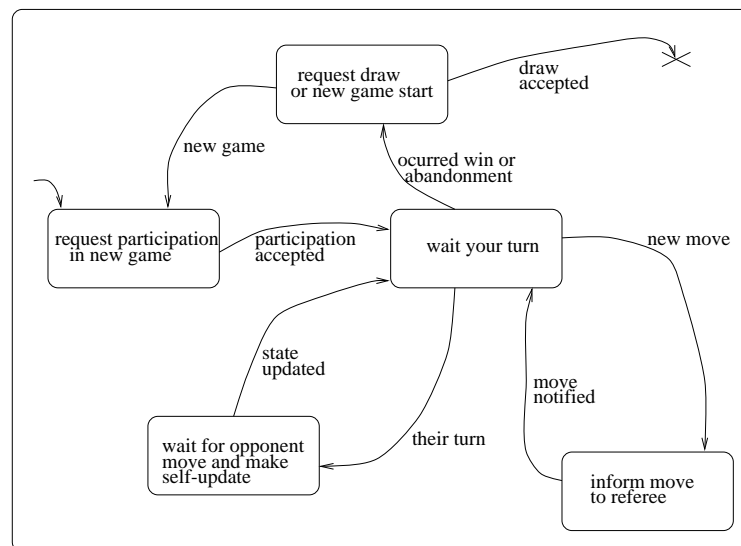 request draw
or new game start
draw
accepted
new game
ocurred win or
abandonment
request participation
in new game
participation
accepted
wait your turn
new move
state
updated
move
notified
their turn
wait for opponent
move and make
self-update
inform move
to referee